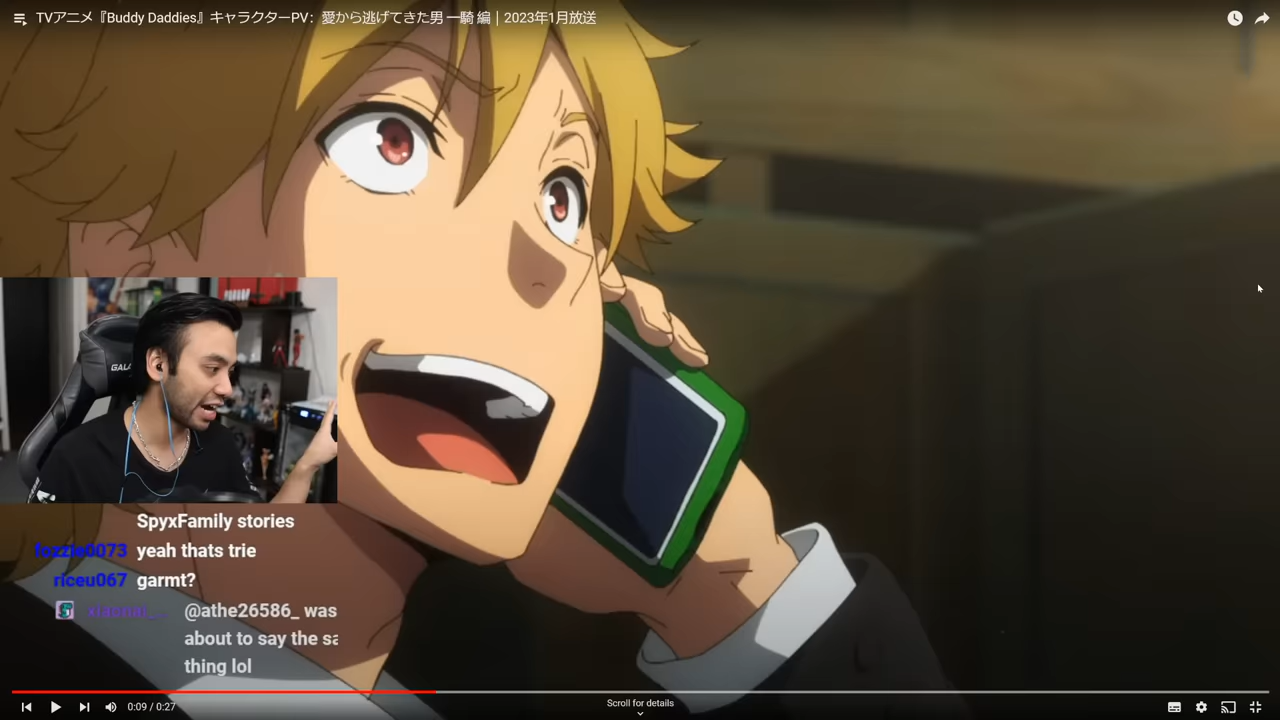 TVアニメ『Buddy Daddies』キャラクターPV：愛から逃げてきた男 一騎 編｜2023年1月放送
GALA
SpyxFamily stories
fozzie0073 yeah thats trie
riceu067 garmt?
@athe26586_ was
about to say the sa
thing lol
0:09 / 0:27
Scroll for details